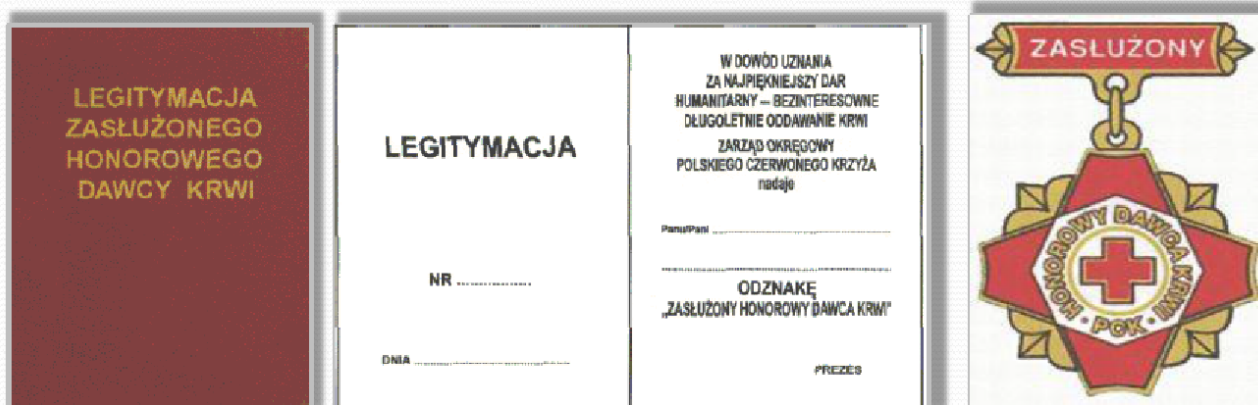 LEGITYMACJA
ZASŁUŻONEGO
HONOROWEGO
DAWCY KRWI
LEGITYMACJA
NR ................
DNIA ................
W DOWÓD UZNANIA
ZA NAJPIĘKNIEJSZY DAR
HUMANITARNY — BEZINTERESOWNE
DŁUGOLETNIE ODDAWANIE KRWI
ZARZĄD OKRĘGOWY
POLSKIEGO CZERWONEGO KRZYŻA
nadaje
Panu/Pani ................
................
ODZNAKĘ
„ZASŁUŻONY HONOROWY DAWCA KRWI"
PREZES
ZASŁUŻONY
HONOROWY DAWCA KRWI
· PCK ·